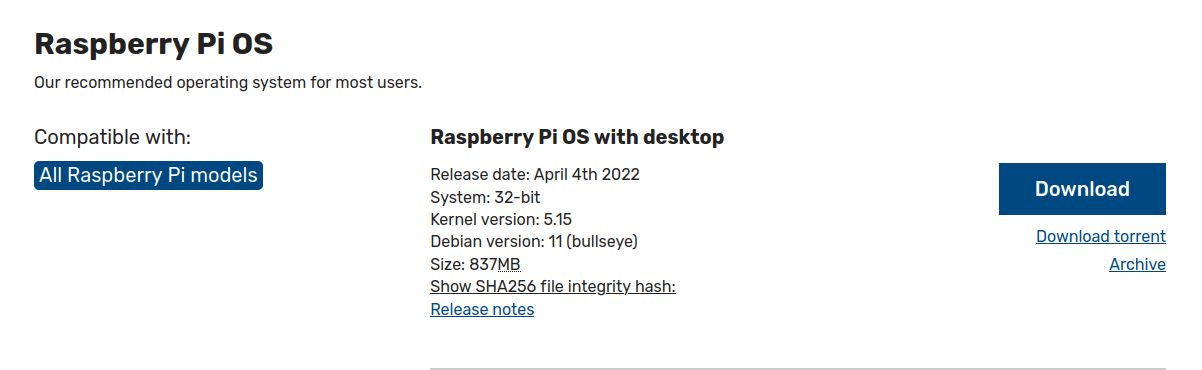 Raspberry Pi OS
Our recommended operating system for most users.
Compatible with:
All Raspberry Pi models
Raspberry Pi OS with desktop
Release date: April 4th 2022
System: 32-bit
Kernel version: 5.15
Debian version: 11 (bullseye)
Size: 837MB
Show SHA256 file integrity hash:
Release notes
Download
Download torrent
Archive